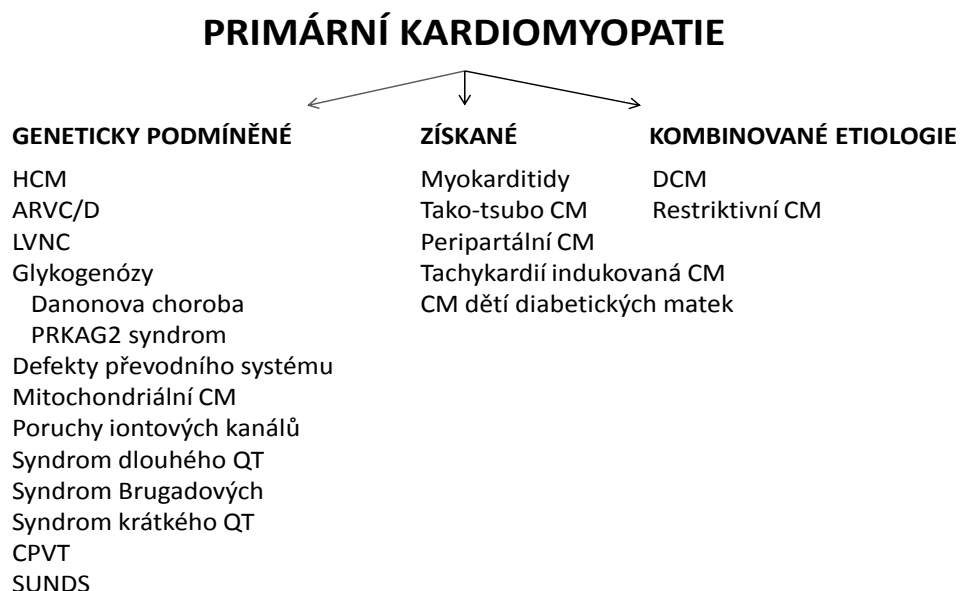 PRIMÁRNÍ KARDIOMYOPATIE
GENETICKY PODMÍNĚNÉ
HCM
ARVC/D
LVNC
Glykogenózy
Danonova choroba
PRKAG2 syndrom
Defekty převodního systému
Mitochondriální CM
Poruchy iontových kanálů
Syndrom dlouhého QT
Syndrom Brugadových
Syndrom krátkého QT
CPVT
SUNDS
ZÍSKANÉ
Myokarditidy
Tako-tsubo CM
Peripartální CM
Tachykardií indukovaná CM
CM dětí diabetických matek
KOMBINOVANÉ ETIOLOGIE
DCM
Restriktivní CM